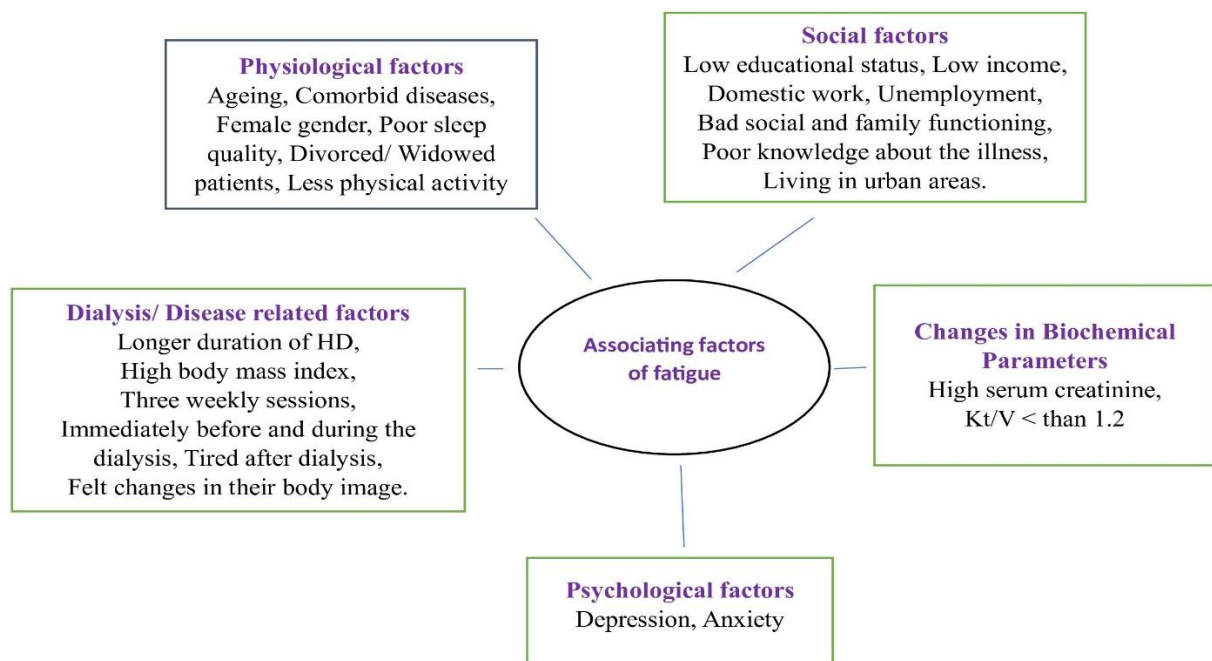 Physiological factors
Ageing, Comorbid diseases,
Female gender, Poor sleep
quality, Divorced/ Widowed
patients, Less physical activity
Social factors
Low educational status, Low income,
Domestic work, Unemployment,
Bad social and family functioning,
Poor knowledge about the illness,
Living in urban areas.
Dialysis/ Disease related factors
Longer duration of HD,
High body mass index,
Three weekly sessions,
Immediately before and during the
dialysis, Tired after dialysis,
Felt changes in their body image.
Associating factors
of fatigue
Changes in Biochemical
Parameters
High serum creatinine,
Kt/V < than 1.2
Psychological factors
Depression, Anxiety